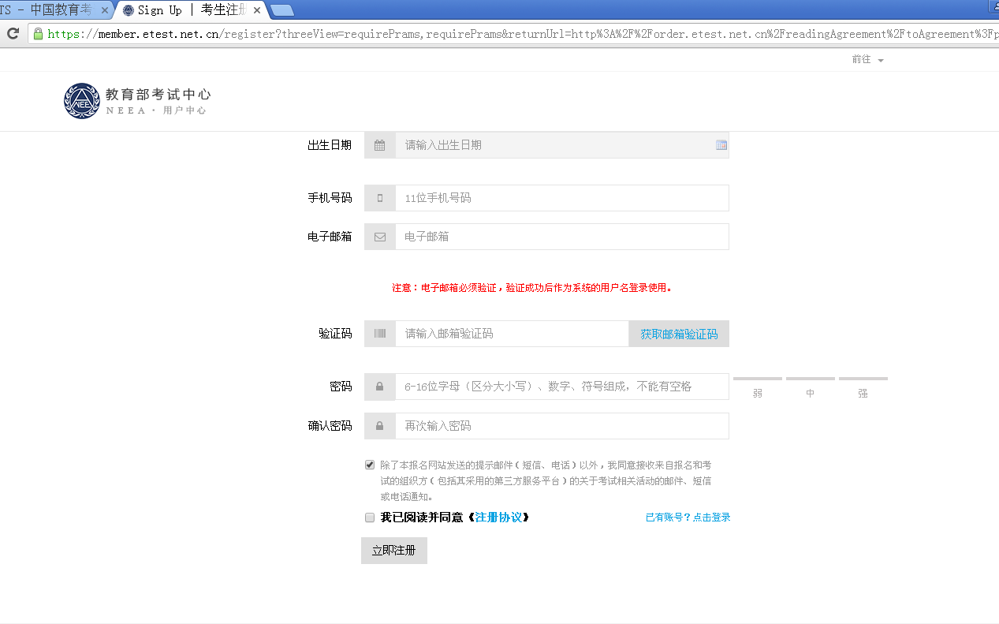 TS - 中国教育考
Sign Up | 考生注册
https://member.etest.net.cn/register?threeView=requirePrams,requirePrams&returnUrl=http%3A%2F%2Forder.etest.net.cn%2FreadingAgreement%2FtoAgreement%3Fp
前往
教育部考试中心
NEEA · 用户中心
NEE
出生日期 请输入出生日期
手机号码 11位手机号码
电子邮箱 电子邮箱
注意：电子邮箱必须验证，验证成功后作为系统的用户名登录使用。
验证码 请输入邮箱验证码 获取邮箱验证码
密码 6-16位字母（区分大小写）、数字、符号组成，不能有空格
弱 中 强
确认密码 再次输入密码
除了本报名网站发送的提示邮件（短信、电话）以外，我同意接收来自报名和考
试的组织方（包括其采用的第三方服务平台）的关于考试相关活动的邮件、短信
或电话通知。
我已阅读并同意《注册协议》 已有账号？点击登录
立即注册